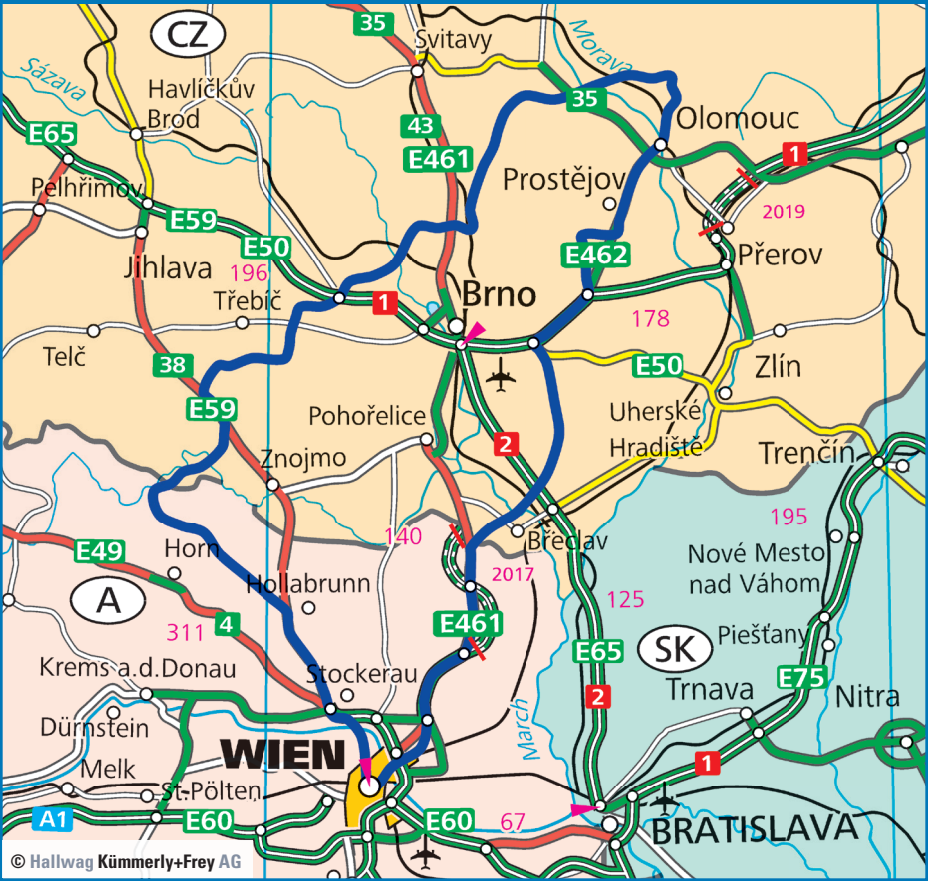 35
CZ
Svitavy
Morava
Sázava
Havlíčkův
Brod
35
43
E461
Olomouc
E65
1
Pelhřimov
Prostějov
E59
2019
E50
E462
Přerov
Jihlava
196
Třebíč
1
Brno
178
Telč
38
E50
Zlín
E59
Pohořelice
Uherské
Hradiště
2
Znojmo
Trenčín
195
140
Břeclav
E49
Horn
2017
Nové Mesto
nad Váhom
A
Hollabrunn
125
311
4
E461
SK
Piešťany
E65
Krems a.d.Donau
Stockerau
E75
Trnava
Nitra
2
Dürnstein
March
WIEN
1
Melk
St.Pölten
A1
E60
E60
67
BRATISLAVA
© Hallwag Kümmerly+Frey AG